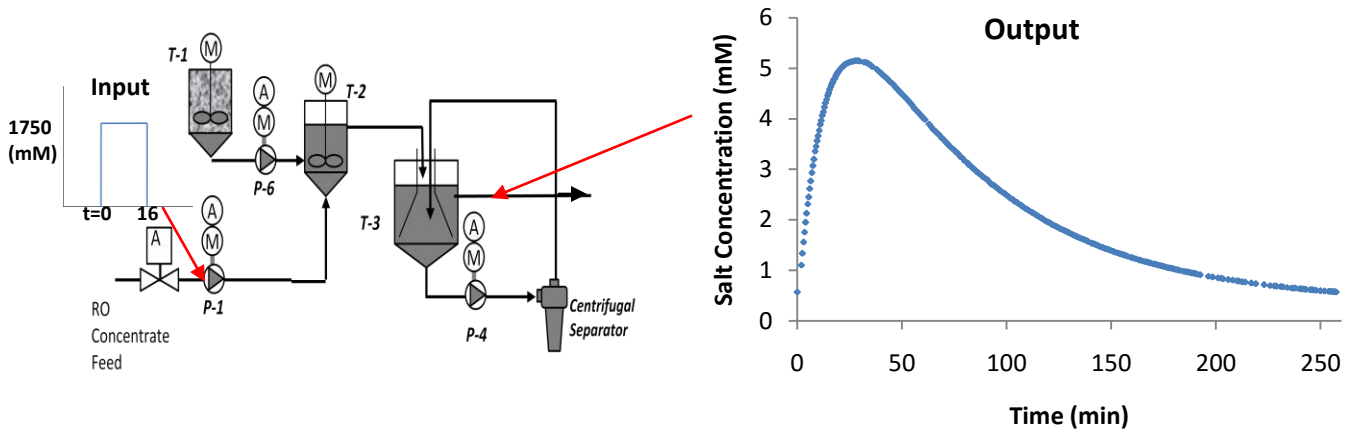 Input
1750
(mM)
t=0 16
A
M
P-1
RO
Concentrate
Feed
A
T-1
M
A
M
P-6
M
T-2
T-3
A
M
P-4
Centrifugal
Separator
Output
Salt Concentration (mM)
6
5
4
3
2
1
0
0 50 100 150 200 250
Time (min)